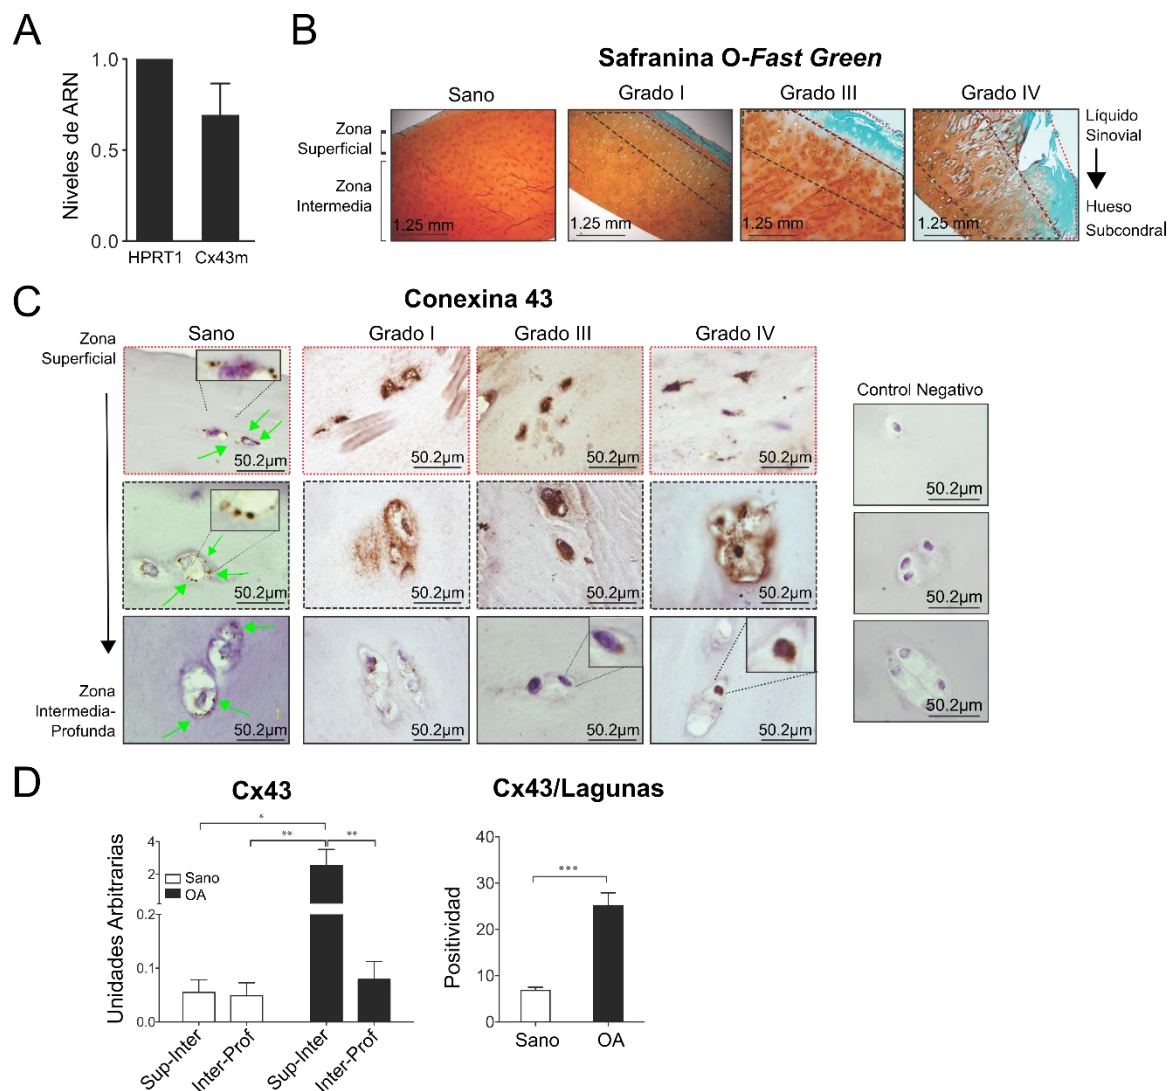 A
Niveles de ARN
1.0
0.5
0.0
HPRT1
Cx43m
B
Safranina O-Fast Green
Sano
Grado I
Grado III
Grado IV
Zona
Superficial
Zona
Intermedia
1.25 mm
1.25 mm
1.25 mm
1.25 mm
Líquido
Sinovial
Hueso
Subcondral
C
Conexina 43
Zona
Superficial
Sano
Grado I
Grado III
Grado IV
Control Negativo
50.2µm
50.2µm
50.2µm
50.2µm
50.2µm
50.2µm
50.2µm
50.2µm
50.2µm
50.2µm
Zona
Intermedia-
Profunda
50.2µm
50.2µm
50.2µm
50.2µm
50.2µm
D
Cx43
Unidades Arbitrarias
4
2
0.2
0.1
0.0
Sano
OA
*
**
**
Sup-Inter
Inter-Prof
Sup-Inter
Inter-Prof
Cx43/Lagunas
Positividad
40
30
20
10
0
***
Sano
OA